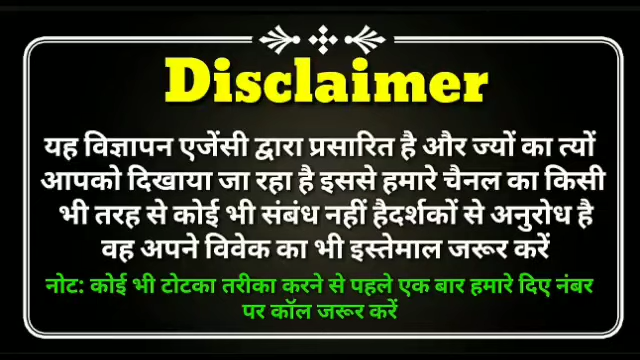 Disclaimer
यह विज्ञापन एजेंसी द्वारा प्रसारित है और ज्यों का त्यों
आपको दिखाया जा रहा है इससे हमारे चैनल का किसी
भी तरह से कोई भी संबंध नहीं हैदर्शकों से अनुरोध है
वह अपने विवेक का भी इस्तेमाल जरूर करें
नोट: कोई भी टोटका तरीका करने से पहले एक बार हमारे दिए नंबर
पर कॉल जरूर करें